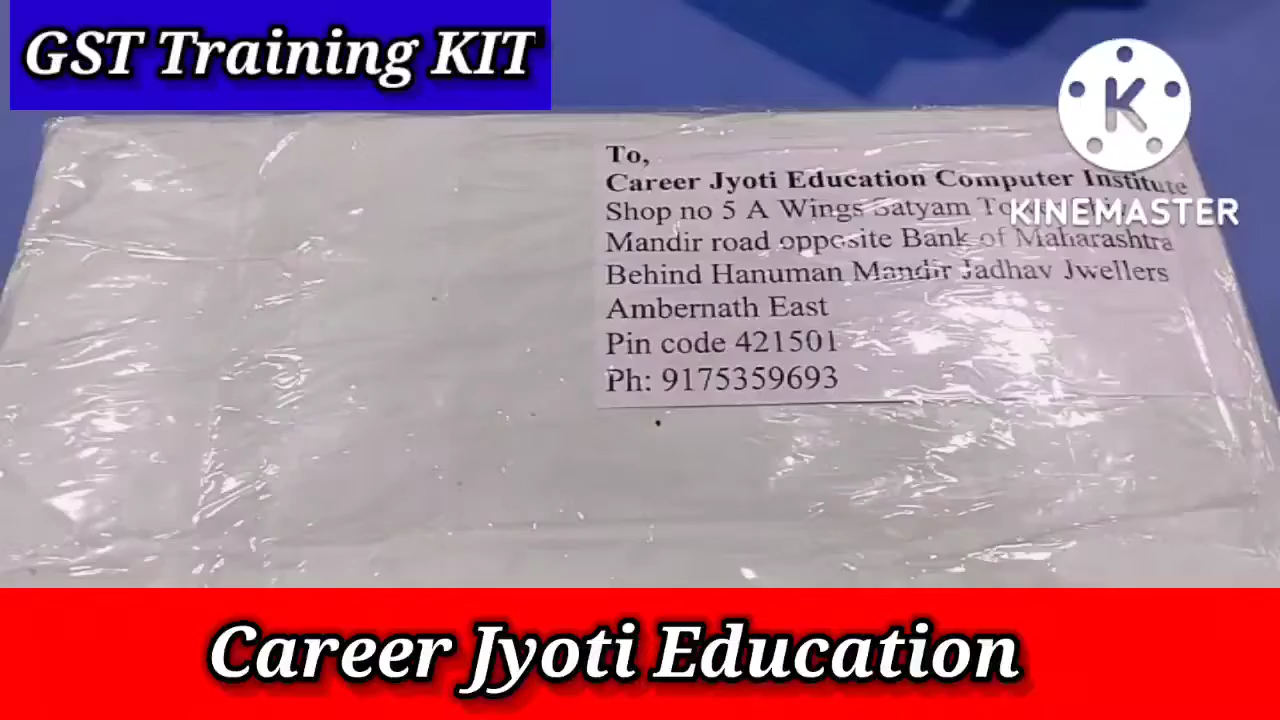 GST Training KIT
To,
Career Jyoti Education Computer Institute
Shop no 5 A Wings Satyam
Mandir road opposite Bank of Maharashtra
Behind Hanuman Mandir Jadhav Jwellers
Ambernath East
Pin code 421501
Ph: 9175359693
K
KINEMASTER
Career Jyoti Education